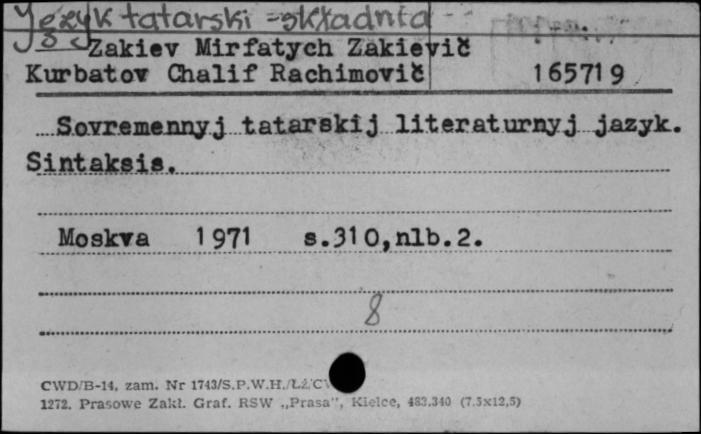 Język tatarski - składnia
Zakiev Mirfatych Zakievič
Kurbatov Chalif Rachimovič 165719
Sovremennyj tatarskij literaturnyj jazyk.
Sintaksis.
Moskva 1971 s.310,nlb.2.
8
CWD/B-14, zam. Nr 1743/S.P.W.H./
1272. Prasowe Zakł. Graf. RSW „Prasa", Kielce, 483.340 (7.5x12,5)